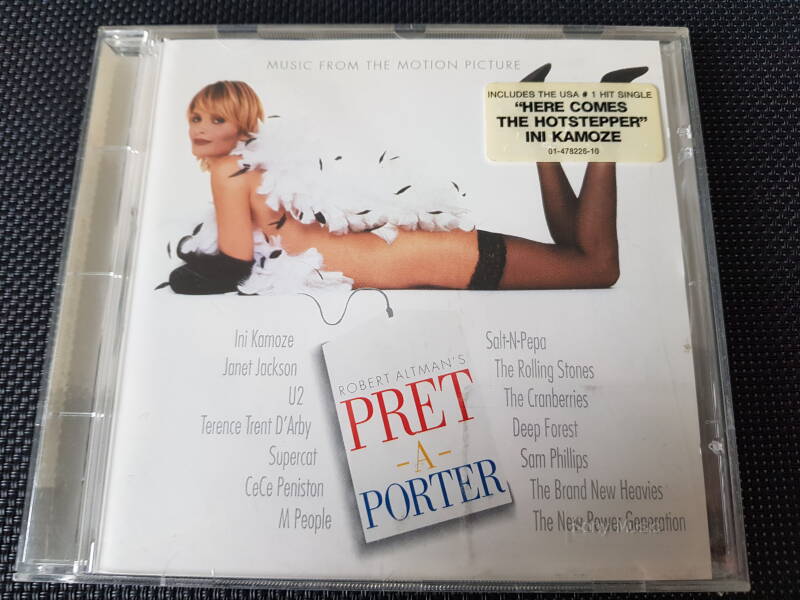 MUSIC FROM THE MOTION PICTURE
INCLUDES THE USA # 1 HIT SINGLE
"HERE COMES
THE HOTSTEPPER"
INI KAMOZE
01-478226-10
Ini Kamoze
Janet Jackson
U2
Terence Trent D'Arby
Supercat
CeCe Peniston
M People
ROBERT ALTMAN'S
PRET
-A-
PORTER
Salt-N-Pepa
The Rolling Stones
The Cranberries
Deep Forest
Sam Phillips
The Brand New Heavies
The New Power Generation